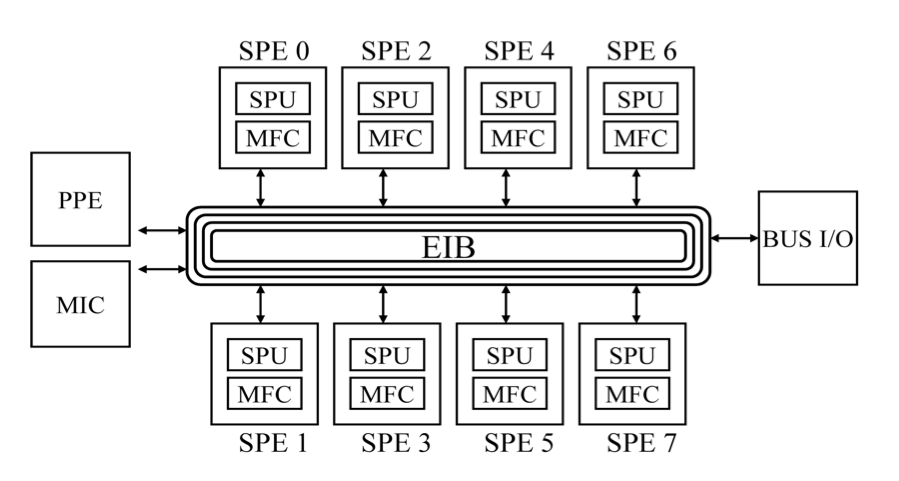 SPE 0 SPE 2 SPE 4 SPE 6
SPU SPU SPU SPU
MFC MFC MFC MFC
PPE
BUS I/O
EIB
MIC
SPU SPU SPU SPU
MFC MFC MFC MFC
SPE 1 SPE 3 SPE 5 SPE 7